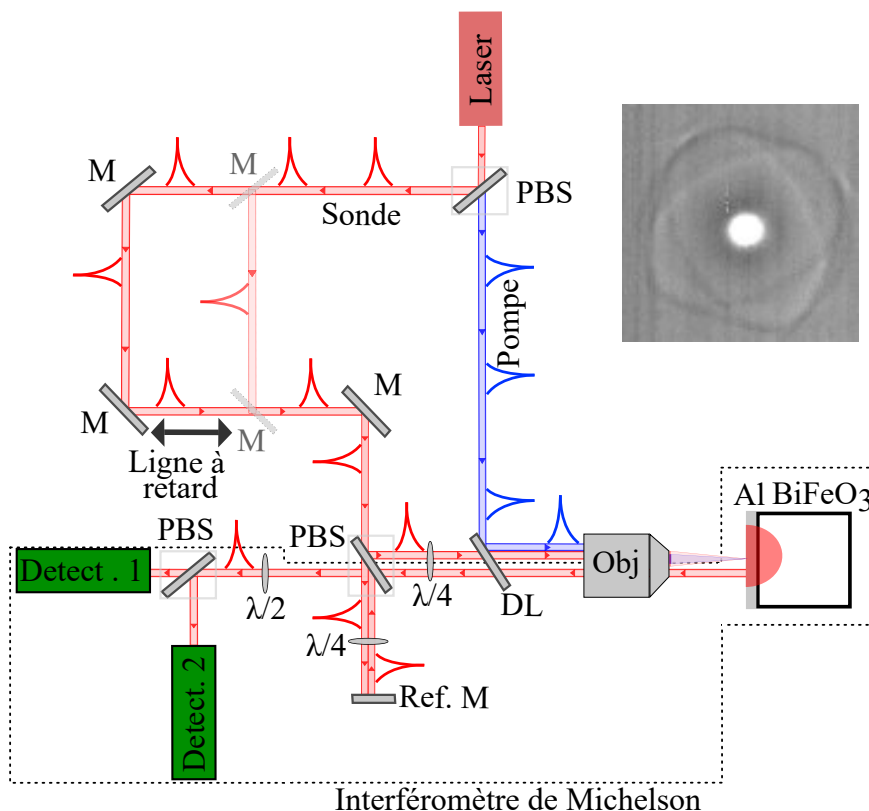 Laser
M
M
PBS
Sonde
Pompe
M
M
M
Ligne à
retard
Al BiFeO3
PBS
PBS
Detect . 1
Obj
λ/2
λ/4
DL
λ/4
Detect. 2
Ref. M
Interféromètre de Michelson